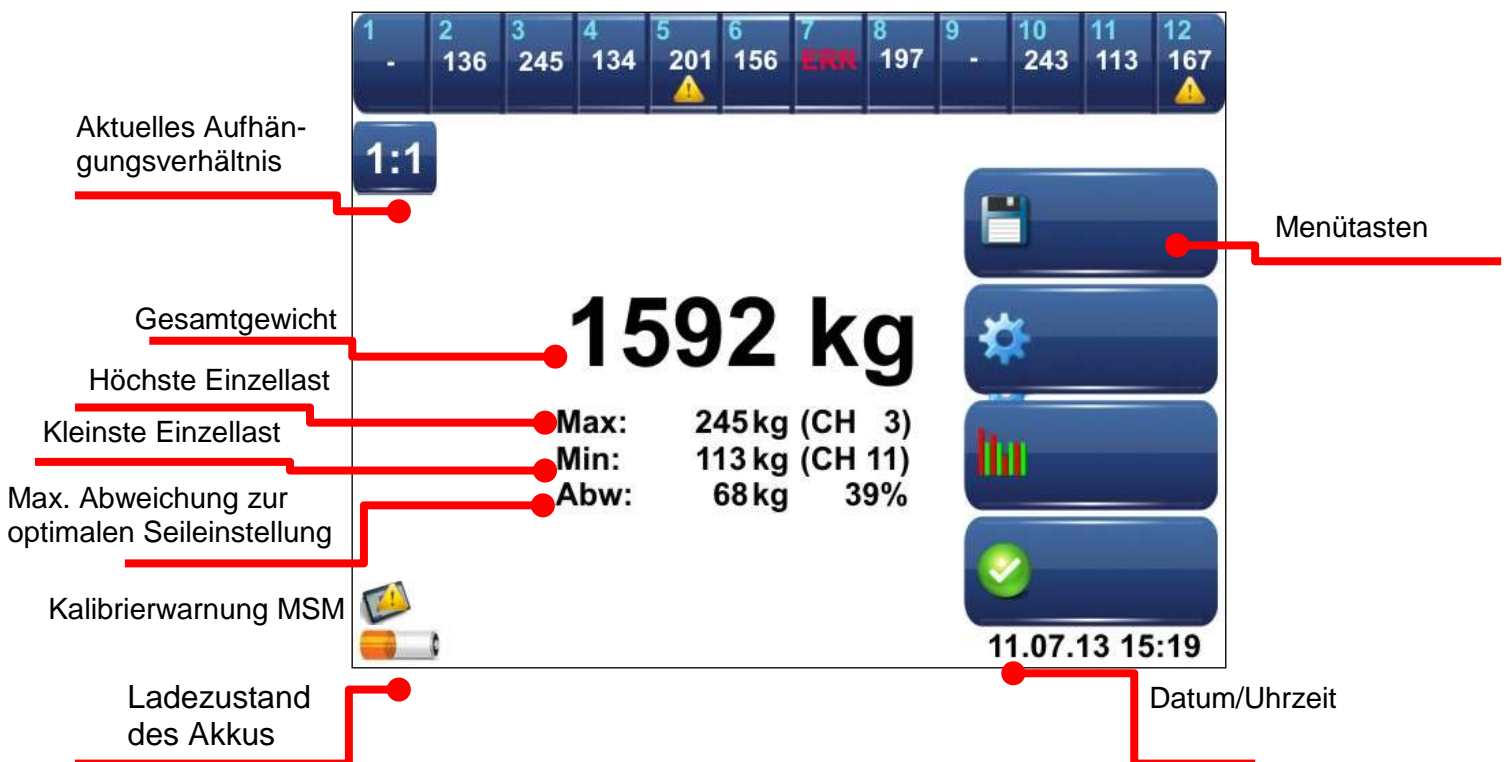 1 2 3 4 5 6 7 8 9 10 11 12
- 136 245 134 201 156 ERR 197 - 243 113 167
Aktuelles Aufhän-
gungsverhältnis
1:1
Menütasten
Gesamtgewicht
1592 kg
Höchste Einzellast
Max: 245 kg (CH 3)
Kleinste Einzellast
Min: 113 kg (CH 11)
Max. Abweichung zur
optimalen Seileinstellung
Abw: 68 kg 39%
Kalibrierwarnung MSM
11.07.13 15:19
Ladezustand
des Akkus
Datum/Uhrzeit